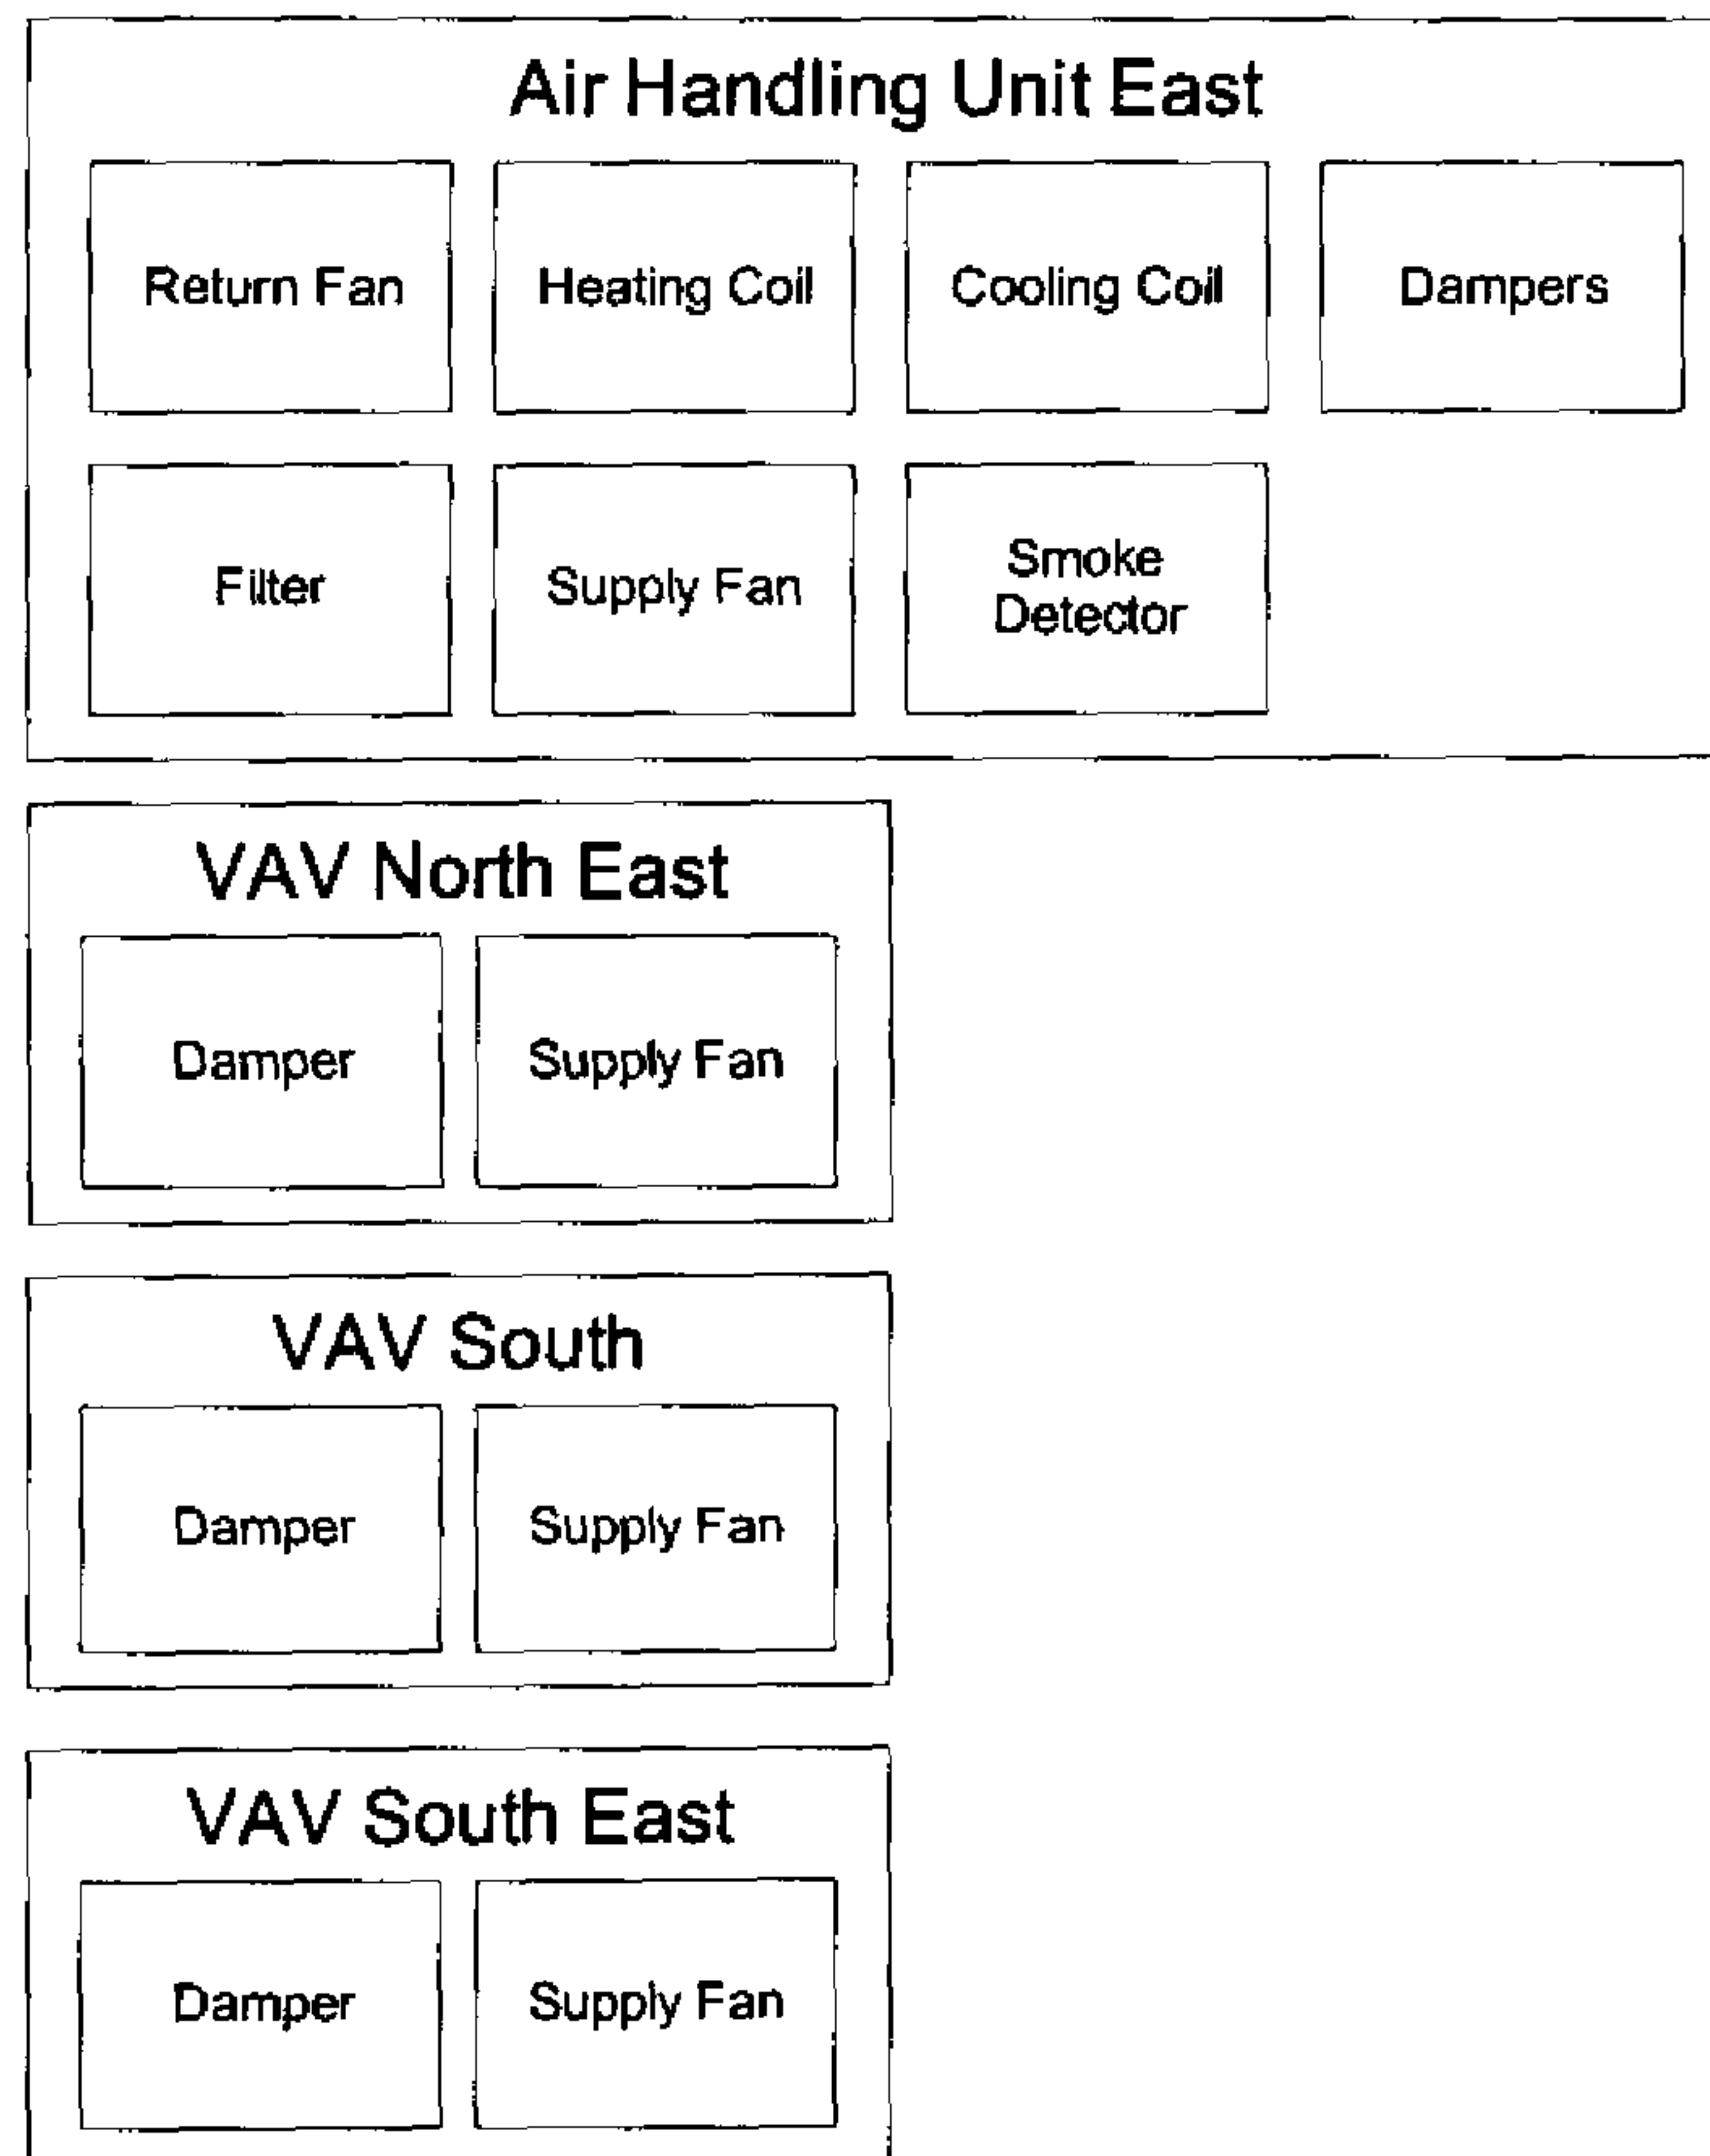 Air Handling Unit East
Return Fan
Heating Coil
Cooling Coil
Dampers
Filter
Supply Fan
Smoke
Detector
VAV North East
Damper
Supply Fan
VAV South
Damper
Supply Fan
VAV South East
Damper
Supply Fan